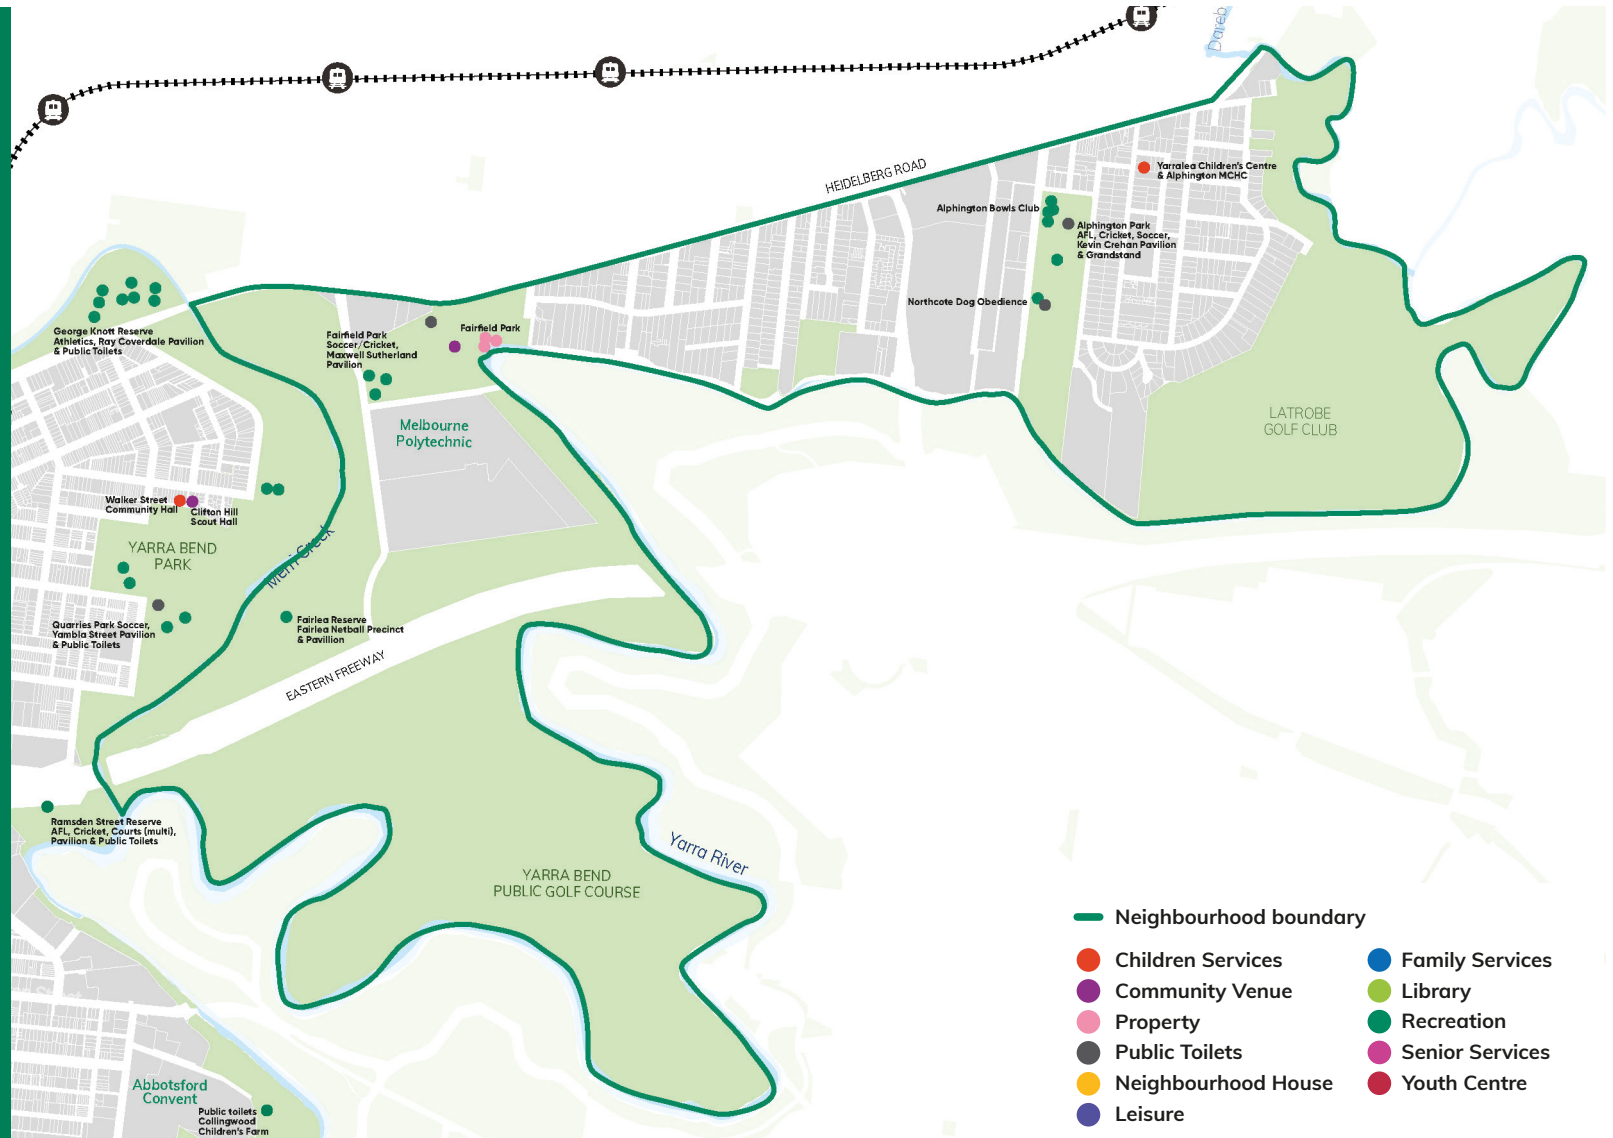 Dareb
HEIDELBERG ROAD
Yarralea Children's Centre
& Alphington MCHC
Alphington Bowls Club
Alphington Park
AFL, Cricket, Soccer,
Kevin Crehan Pavilion
& Grandstand
Northcote Dog Obedience
George Knott Reserve
Athletics, Ray Coverdale Pavilion
& Public Toilets
Fairfield Park
Soccer/Cricket,
Maxwell Sutherland
Pavilion
Fairfield Park
Melbourne
Polytechnic
LATROBE
GOLF CLUB
Walker Street
Community Hall
Clifton Hill
Scout Hall
YARRA BEND
PARK
Merri Creek
Quarries Park Soccer,
Yambla Street Pavilion
& Public Toilets
Fairlea Reserve
Fairlea Netball Precinct
& Pavillion
EASTERN FREEWAY
Ramsden Street Reserve
AFL, Cricket, Courts (multi),
Pavilion & Public Toilets
Yarra River
YARRA BEND
PUBLIC GOLF COURSE
Abbotsford
Convent
Public toilets
Collingwood
Children's Farm
Neighbourhood boundary
Children Services
Community Venue
Property
Public Toilets
Neighbourhood House
Leisure
Family Services
Library
Recreation
Senior Services
Youth Centre